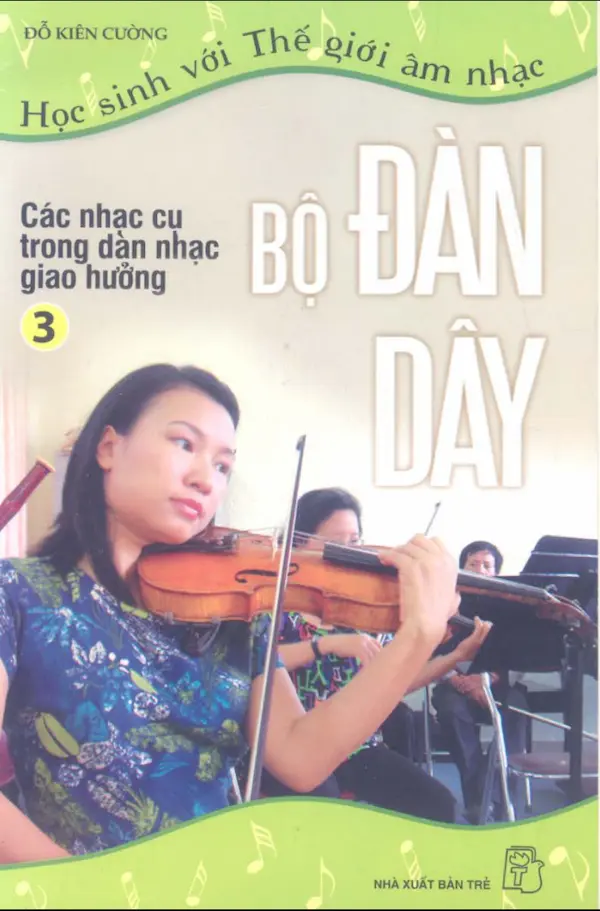 ĐỖ KIÊN CƯỜNG
Học sinh với Thế giới âm nhạc
Các nhạc cụ
trong dàn nhạc
giao hưởng
3
BỘ ĐÀN
DÂY
NHÀ XUẤT BẢN TRẺ
T